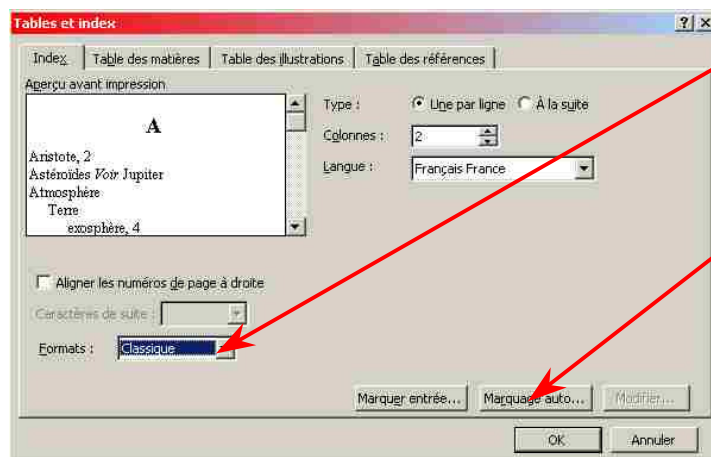 Tables et index
Index
Table des matières
Table des illustrations
Table des références
Aperçu avant impression
A
Aristote, 2
Astéroïdes Voir Jupiter
Atmosphère
Terre
exosphère, 4
Type :
Une par ligne
À la suite
Colonnes :
2
Langue :
Français France
Aligner les numéros de page à droite
Caractères de suite :
Formats :
Classique
Marquer entrée...
Marquage auto...
Modifier...
OK
Annuler